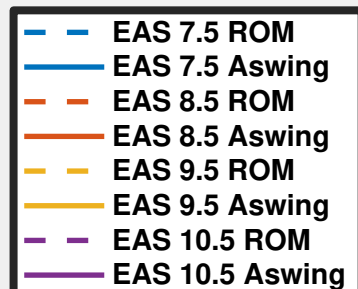 EAS 7.5 ROM
EAS 7.5 Aswing
EAS 8.5 ROM
EAS 8.5 Aswing
EAS 9.5 ROM
EAS 9.5 Aswing
EAS 10.5 ROM
EAS 10.5 Aswing